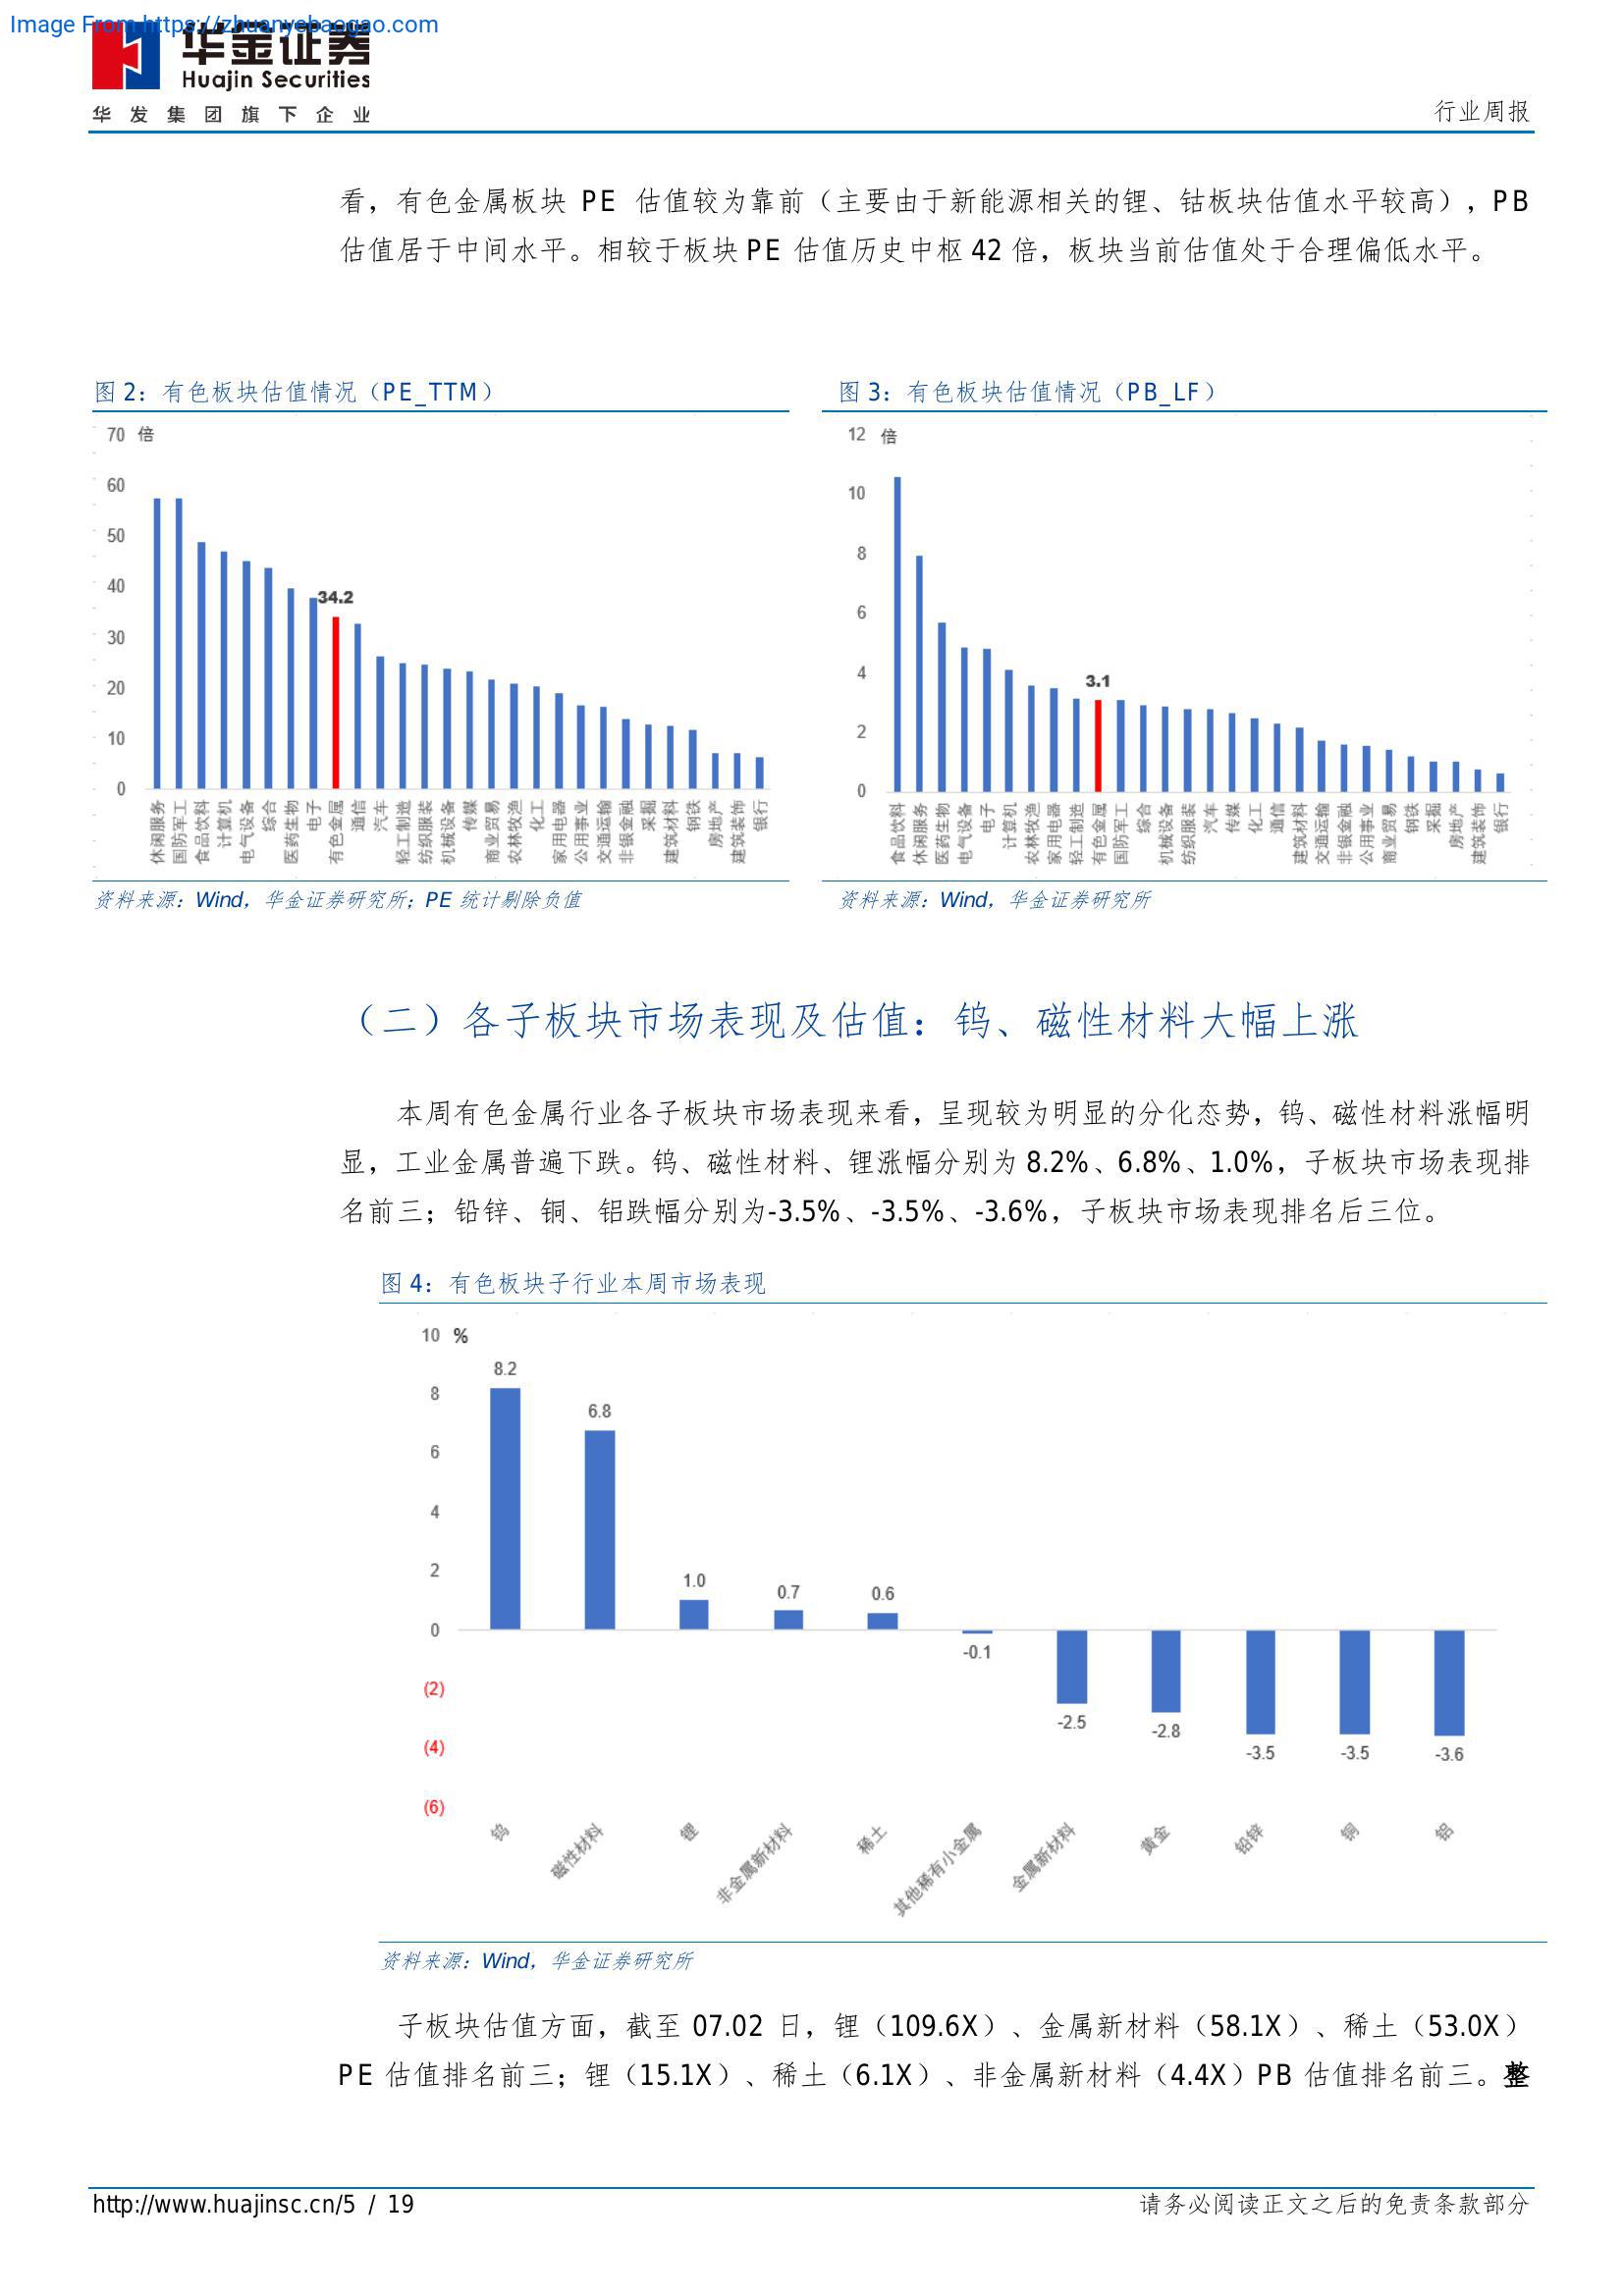 Image From https://zhuanyebaogao.com
华金证券
Huajin Securities
华发集团旗下企业
行业周报
看，有色金属板块 PE 估值较为靠前（主要由于新能源相关的锂、钴板块估值水平较高），PB
估值居于中间水平。相较于板块 PE 估值历史中枢 42 倍，板块当前估值处于合理偏低水平。
图 2：有色板块估值情况（PE_TTM）
70 倍
60
50
40
30
20
10
0
34.2
休闲服务 国防军工 食品饮料 计算机 电气设备 综合 医药生物 电子 有色金属 通信 汽车 轻工制造 纺织服装 机械设备 传媒 商业贸易 农林牧渔 化工 家用电器 公用事业 交通运输 非银金融 采掘 建筑材料 钢铁 房地产 建筑装饰 银行
资料来源：Wind，华金证券研究所；PE 统计剔除负值
图 3：有色板块估值情况（PB_LF）
12 倍
10
8
6
4
2
0
3.1
食品饮料 休闲服务 医药生物 电气设备 电子 计算机 农林牧渔 家用电器 轻工制造 有色金属 国防军工 综合 机械设备 纺织服装 汽车 传媒 化工 通信 建筑材料 交通运输 非银金融 公用事业 商业贸易 钢铁 采掘 房地产 建筑装饰 银行
资料来源：Wind，华金证券研究所
（二）各子板块市场表现及估值：钨、磁性材料大幅上涨
本周有色金属行业各子板块市场表现来看，呈现较为明显的分化态势，钨、磁性材料涨幅明
显，工业金属普遍下跌。钨、磁性材料、锂涨幅分别为 8.2%、6.8%、1.0%，子板块市场表现排
名前三；铅锌、铜、铝跌幅分别为-3.5%、-3.5%、-3.6%，子板块市场表现排名后三位。
图 4：有色板块子行业本周市场表现
10 %
8
6
4
2
0
(2)
(4)
(6)
8.2 6.8 1.0 0.7 0.6 -0.1 -2.5 -2.8 -3.5 -3.5 -3.6
钨 磁性材料 锂 非金属新材料 稀土 其他稀有小金属 金属新材料 黄金 铅锌 铜 铝
资料来源：Wind，华金证券研究所
子板块估值方面，截至 07.02 日，锂（109.6X）、金属新材料（58.1X）、稀土（53.0X）
PE 估值排名前三；锂（15.1X）、稀土（6.1X）、非金属新材料（4.4X）PB 估值排名前三。整
http://www.huajinsc.cn/5 / 19
请务必阅读正文之后的免责条款部分